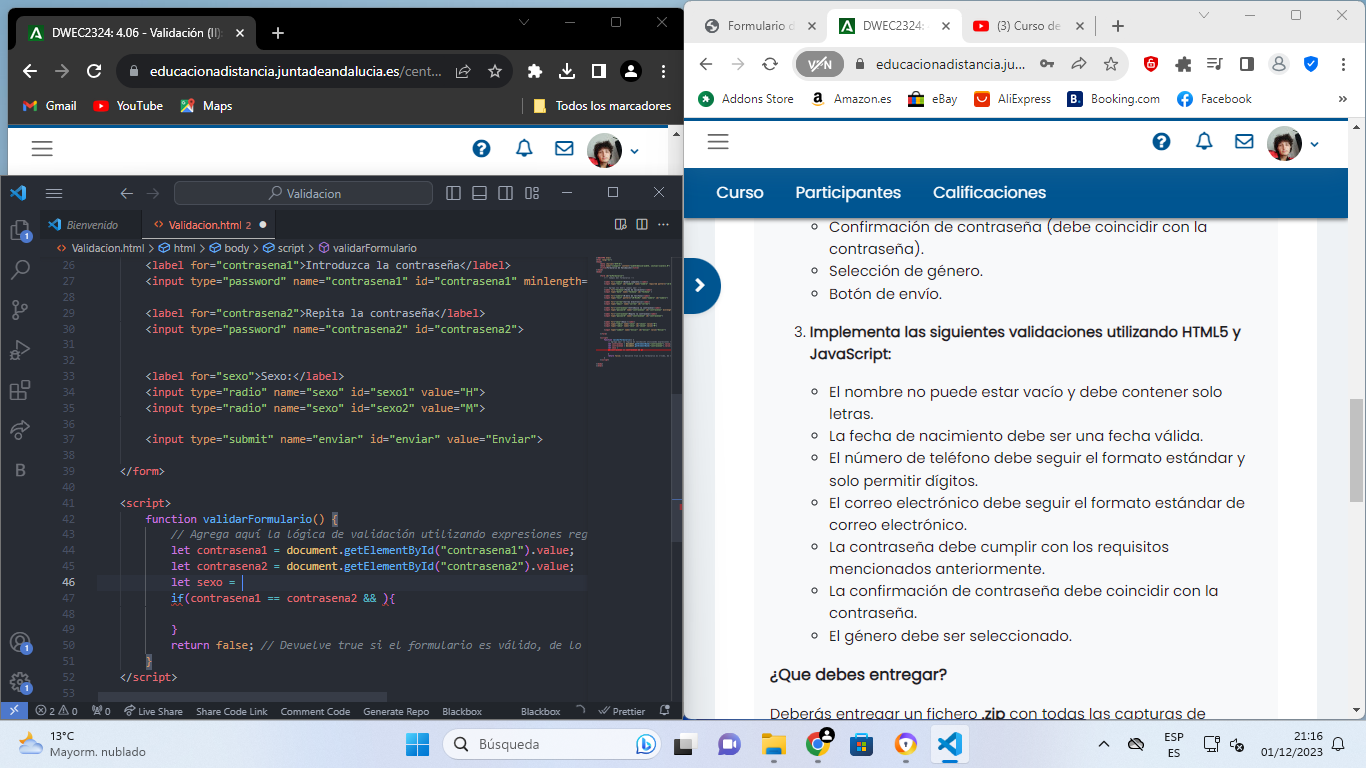 DWEC2324: 4.06 - Validación (II):
educacionadistancia.juntadeandalucia.es/cent...
Gmail
YouTube
Maps
Todos los marcadores
Validacion
Bienvenido
Validacion.html 2
Validacion.html > html > body > script > validarFormulario
26 <label for="contrasena1">Introduzca la contraseña</label>
27 <input type="password" name="contrasena1" id="contrasena1" minlength=
28
29 <label for="contrasena2">Repita la contraseña</label>
30 <input type="password" name="contrasena2" id="contrasena2">
31
32
33 <label for="sexo">Sexo:</label>
34 <input type="radio" name="sexo" id="sexo1" value="H">
35 <input type="radio" name="sexo" id="sexo2" value="M">
36
37 <input type="submit" name="enviar" id="enviar" value="Enviar">
38
39 </form>
40
41 <script>
42 function validarFormulario() {
43 // Agrega aquí la lógica de validación utilizando expresiones reg
44 let contrasena1 = document.getElementById("contrasena1").value;
45 let contrasena2 = document.getElementById("contrasena2").value;
46 let sexo =
47 if(contrasena1 == contrasena2 && ){
48
49 }
50 return false; // Devuelve true si el formulario es válido, de lo
51 }
52 </script>
53
1
B
1
1
2 0
0
Live Share
Share Code Link
Comment Code
Generate Repo
Blackbox
Blackbox
Prettier
Formulario d
DWEC2324:
(3) Curso de
VPN
educacionadistancia.ju...
Addons Store
Amazon.es
eBay
AliExpress
Booking.com
Facebook
»
Curso
Participantes
Calificaciones
Confirmación de contraseña (debe coincidir con la
contraseña).
Selección de género.
Botón de envío.
3. Implementa las siguientes validaciones utilizando HTML5 y
JavaScript:
El nombre no puede estar vacío y debe contener solo
letras.
La fecha de nacimiento debe ser una fecha válida.
El número de teléfono debe seguir el formato estándar y
solo permitir dígitos.
El correo electrónico debe seguir el formato estándar de
correo electrónico.
La contraseña debe cumplir con los requisitos
mencionados anteriormente.
La confirmación de contraseña debe coincidir con la
contraseña.
El género debe ser seleccionado.
¿Que debes entregar?
Deberás entregar un fichero .zip con todas las capturas de
13°C
Mayorm. nublado
Búsqueda
ESP
ES
21:16
01/12/2023